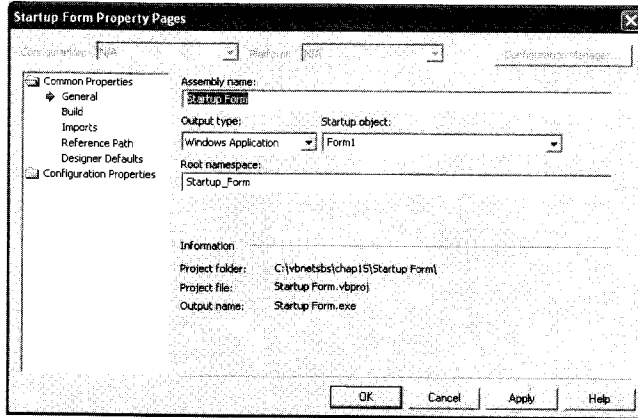 Startup Form Property Pages
Configuration: N/A Platform: N/A Configuration Manager...
Common Properties
General
Build
Imports
Reference Path
Designer Defaults
Configuration Properties
Assembly name:
Startup Form
Output type: Startup object:
Windows Application Form1
Root namespace:
Startup_Form
Information
Project folder: C:\vbnetsbs\chap15\Startup Form\
Project file: Startup Form.vbproj
Output name: Startup Form.exe
OK Cancel Apply Help